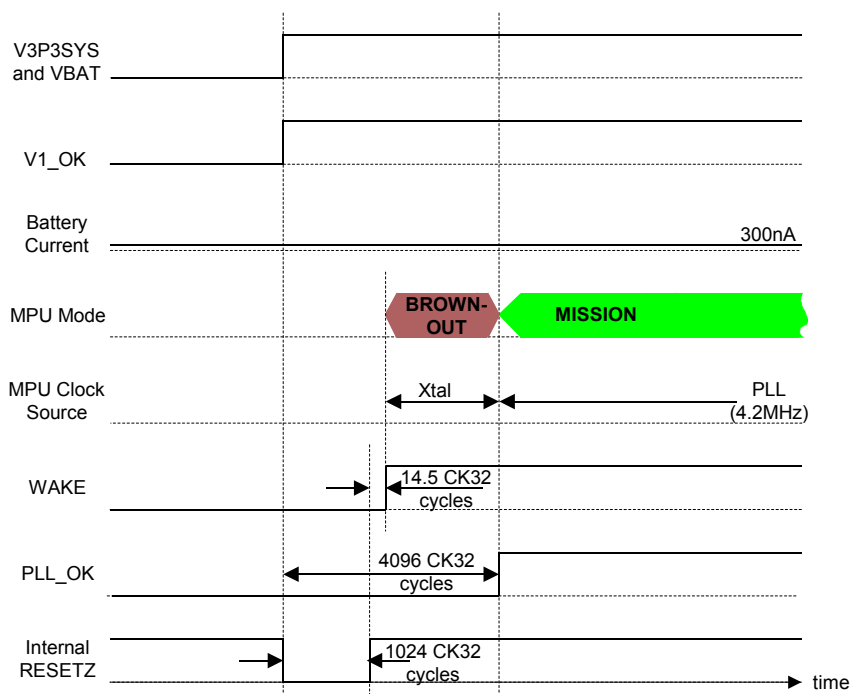 V3P3SYS
and VBAT
V1_OK
Battery
Current
300nA
MPU Mode
BROWN-
OUT
MISSION
MPU Clock
Source
Xtal
PLL
(4.2MHz)
WAKE
14.5 CK32
cycles
PLL_OK
4096 CK32
cycles
Internal
RESETZ
1024 CK32
cycles
time